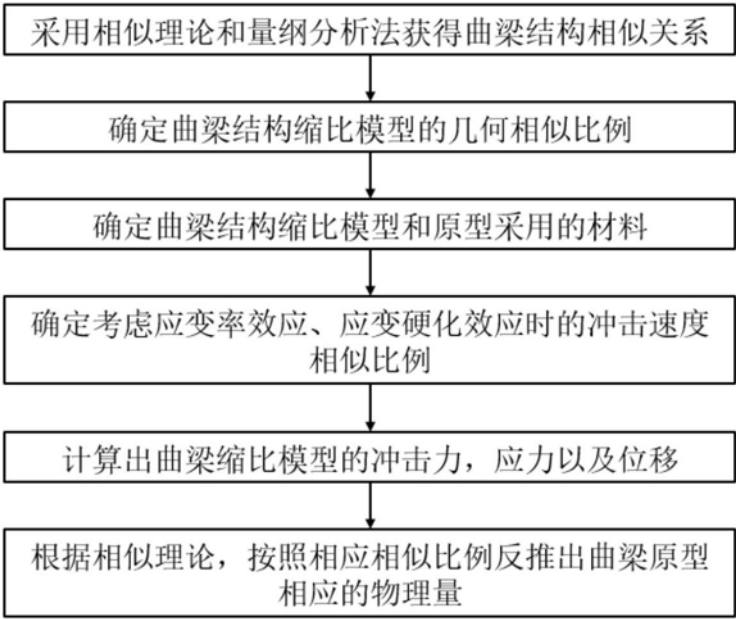 采用相似理论和量纲分析法获得曲梁结构相似关系
确定曲梁结构缩比模型的几何相似比例
确定曲梁结构缩比模型和原型采用的材料
确定考虑应变率效应、应变硬化效应时的冲击速度
相似比例
计算出曲梁缩比模型的冲击力，应力以及位移
根据相似理论，按照相应相似比例反推出曲梁原型
相应的物理量